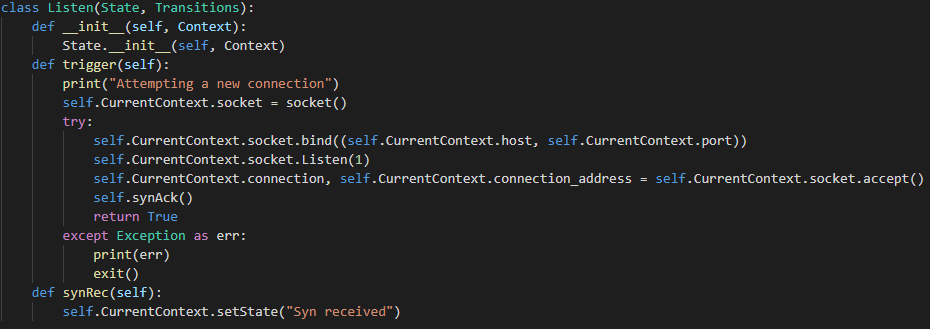 class Listen(State, Transitions):
    def __init__(self, Context):
        State.__init__(self, Context)
    def trigger(self):
        print("Attempting a new connection")
        self.CurrentContext.socket = socket()
        try:
            self.CurrentContext.socket.bind((self.CurrentContext.host, self.CurrentContext.port))
            self.CurrentContext.socket.Listen(1)
            self.CurrentContext.connection, self.CurrentContext.connection_address = self.CurrentContext.socket.accept()
            self.synAck()
            return True
        except Exception as err:
            print(err)
            exit()
    def synRec(self):
        self.CurrentContext.setState("Syn received")